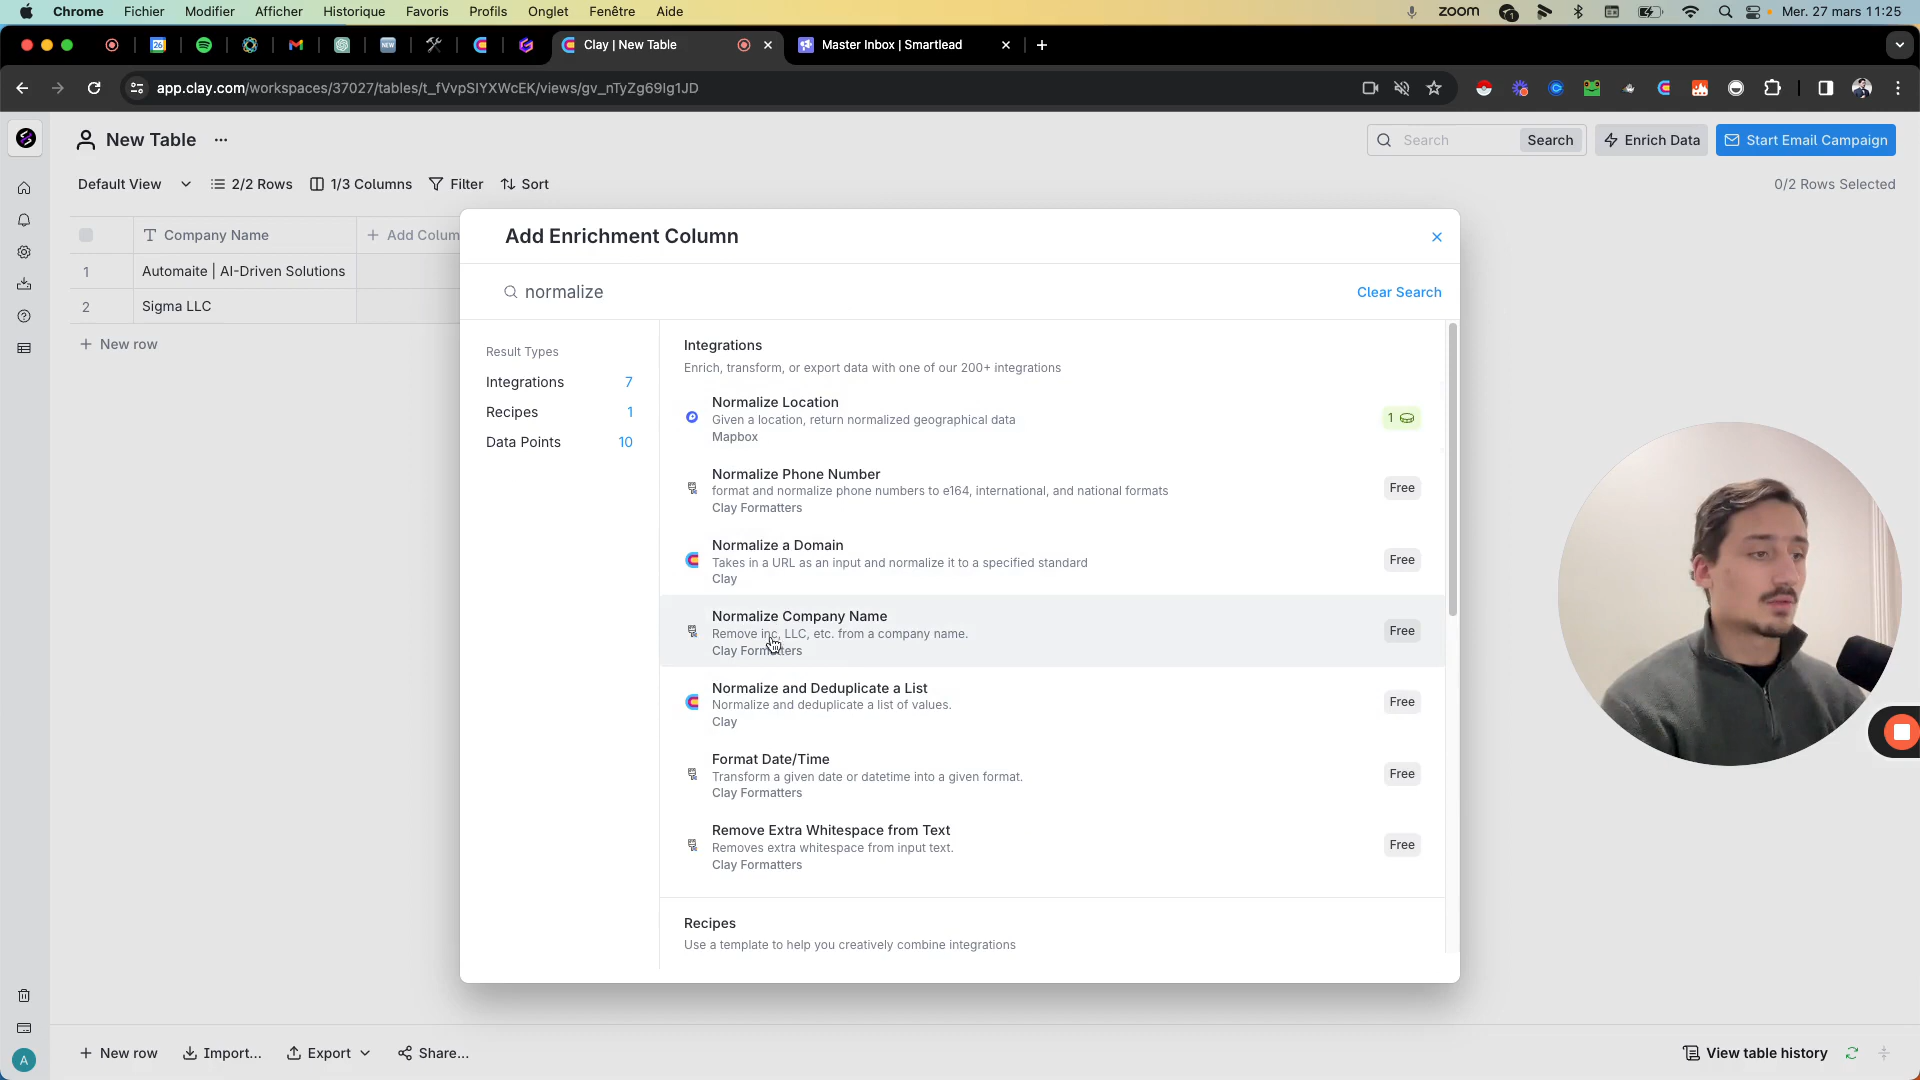 Chrome Fichier Modifier Afficher Historique Favoris Profils Onglet Fenêtre Aide zoom Mer. 27 mars 11:25
Clay | New Table Master Inbox | Smartlead
app.clay.com/workspaces/37027/tables/t_fVvpSIYXWcEK/views/gv_nTyZg69Ig1JD
New Table Search Search Enrich Data Start Email Campaign
Default View 2/2 Rows 1/3 Columns Filter Sort 0/2 Rows Selected
Company Name + Add Colum
1 Automaite | AI-Driven Solutions
2 Sigma LLC
+ New row
Add Enrichment Column
normalize Clear Search
Result Types
Integrations 7
Recipes 1
Data Points 10
Integrations
Enrich, transform, or export data with one of our 200+ integrations
Normalize Location
Given a location, return normalized geographical data
Mapbox
1
Normalize Phone Number
format and normalize phone numbers to e164, international, and national formats
Clay Formatters
Free
Normalize a Domain
Takes in a URL as an input and normalize it to a specified standard
Clay
Free
Normalize Company Name
Remove inc, LLC, etc. from a company name.
Clay Formatters
Free
Normalize and Deduplicate a List
Normalize and deduplicate a list of values.
Clay
Free
Format Date/Time
Transform a given date or datetime into a given format.
Clay Formatters
Free
Remove Extra Whitespace from Text
Removes extra whitespace from input text.
Clay Formatters
Free
Recipes
Use a template to help you creatively combine integrations
A
+ New row Import... Export Share... View table history